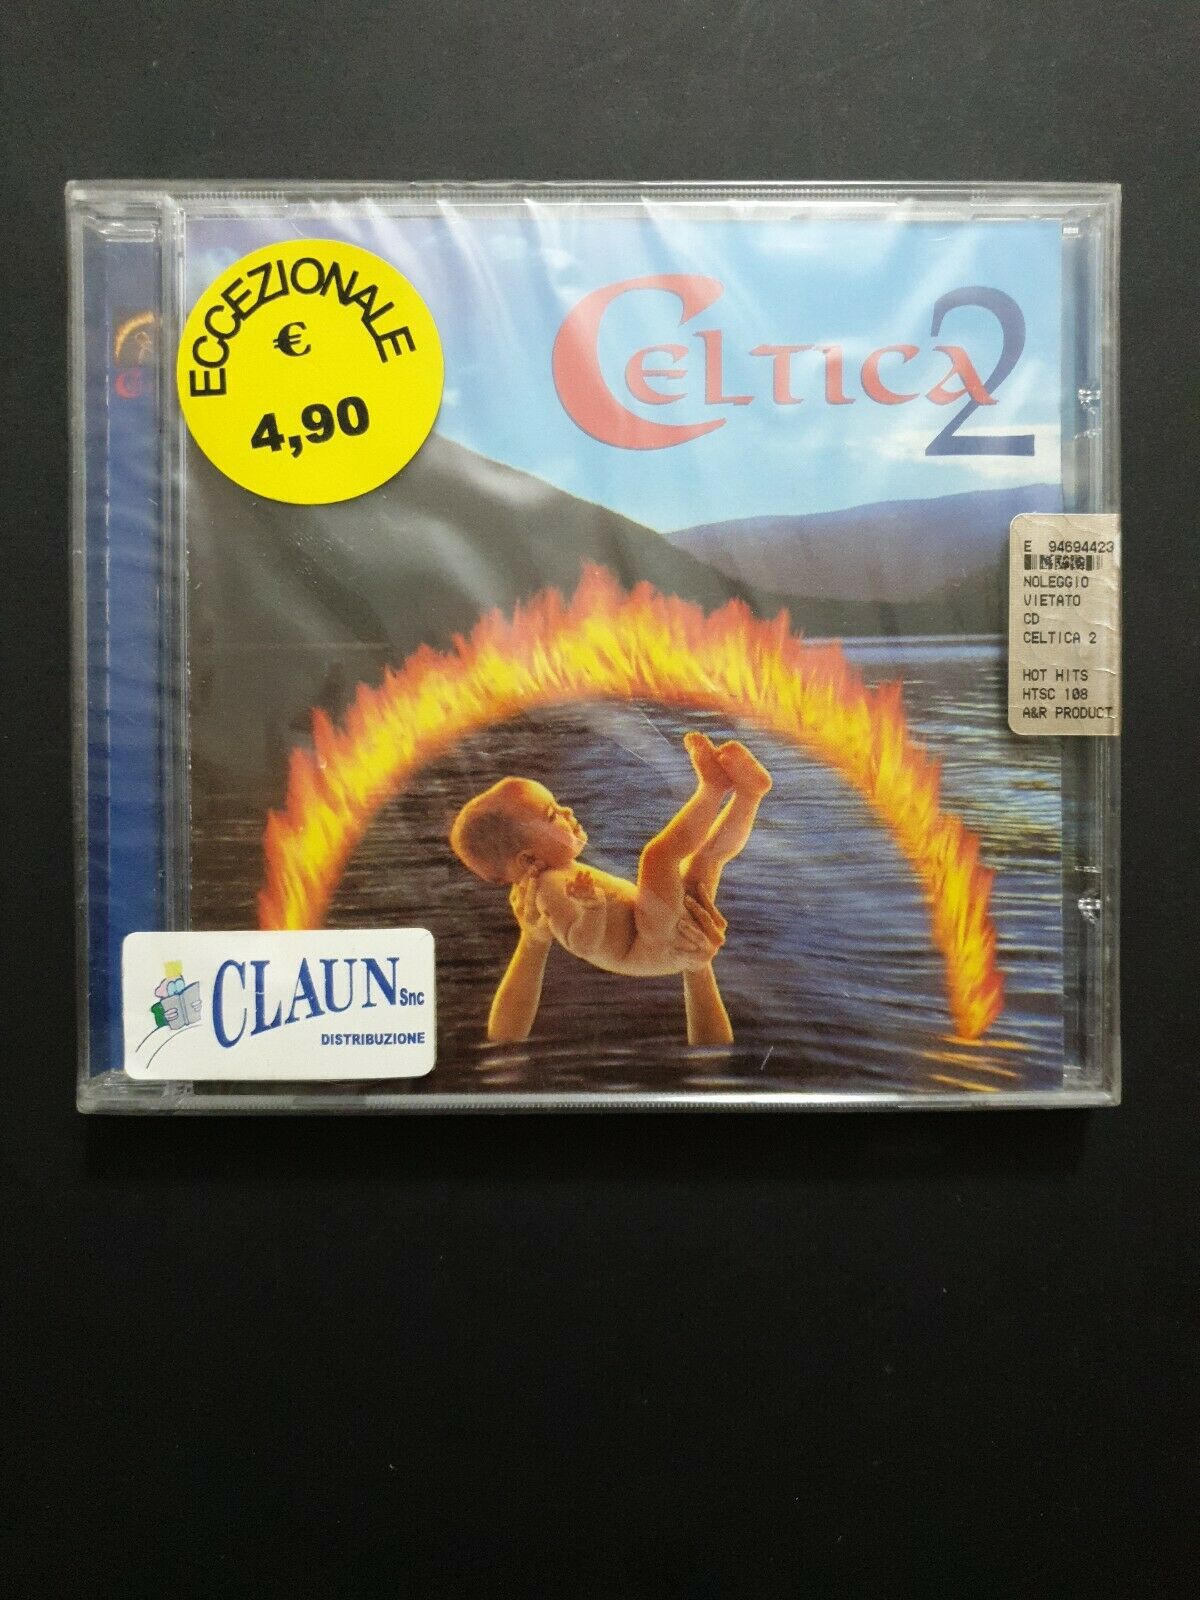 ECCEZIONALE
€
4,90
CELTICA 2
E 94694423
NOLEGGIO
VIETATO
CD
CELTICA 2
HOT HITS
HTSC 108
A&R PRODUCT
CLAUN Snc
DISTRIBUZIONE